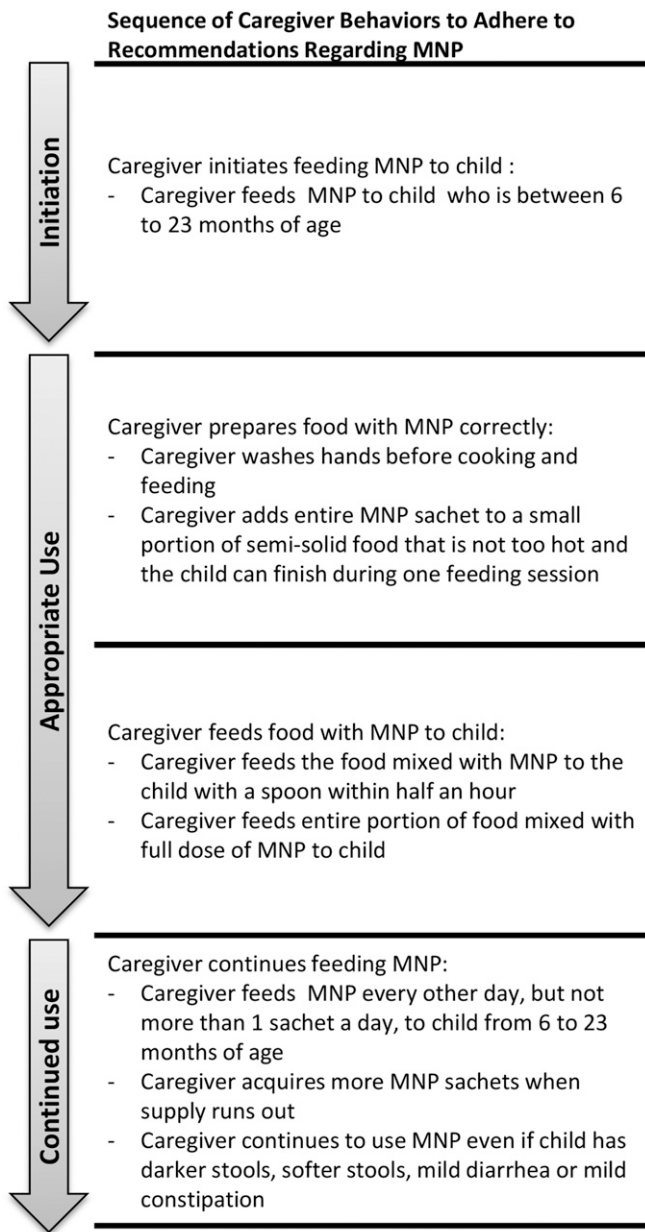 Sequence of Caregiver Behaviors to Adhere to
Recommendations Regarding MNP
Initiation
Caregiver initiates feeding MNP to child :
- Caregiver feeds MNP to child who is between 6
to 23 months of age
Appropriate Use
Caregiver prepares food with MNP correctly:
- Caregiver washes hands before cooking and
feeding
- Caregiver adds entire MNP sachet to a small
portion of semi-solid food that is not too hot and
the child can finish during one feeding session
Caregiver feeds food with MNP to child:
- Caregiver feeds the food mixed with MNP to the
child with a spoon within half an hour
- Caregiver feeds entire portion of food mixed with
full dose of MNP to child
Continued use
Caregiver continues feeding MNP:
- Caregiver feeds MNP every other day, but not
more than 1 sachet a day, to child from 6 to 23
months of age
- Caregiver acquires more MNP sachets when
supply runs out
- Caregiver continues to use MNP even if child has
darker stools, softer stools, mild diarrhea or mild
constipation